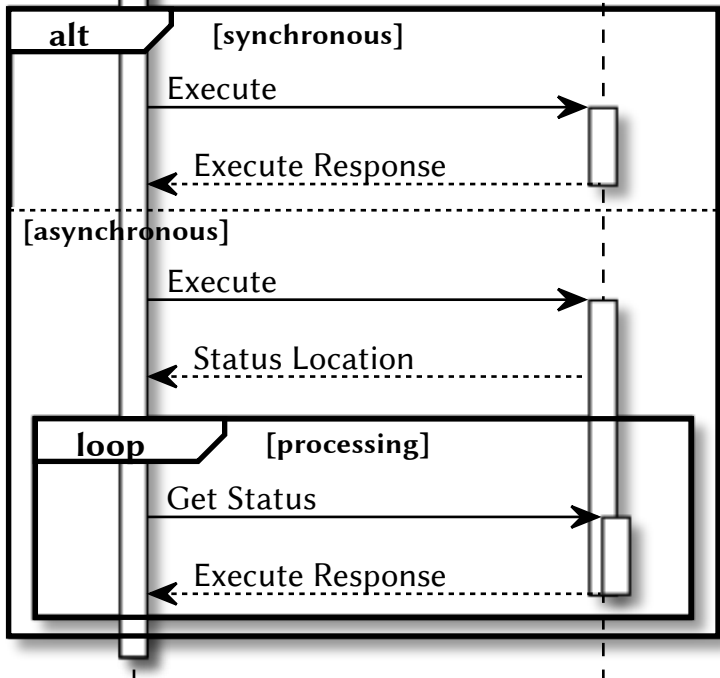 alt [synchronous]
Execute
Execute Response
[asynchronous]
Execute
Status Location
loop [processing]
Get Status
Execute Response